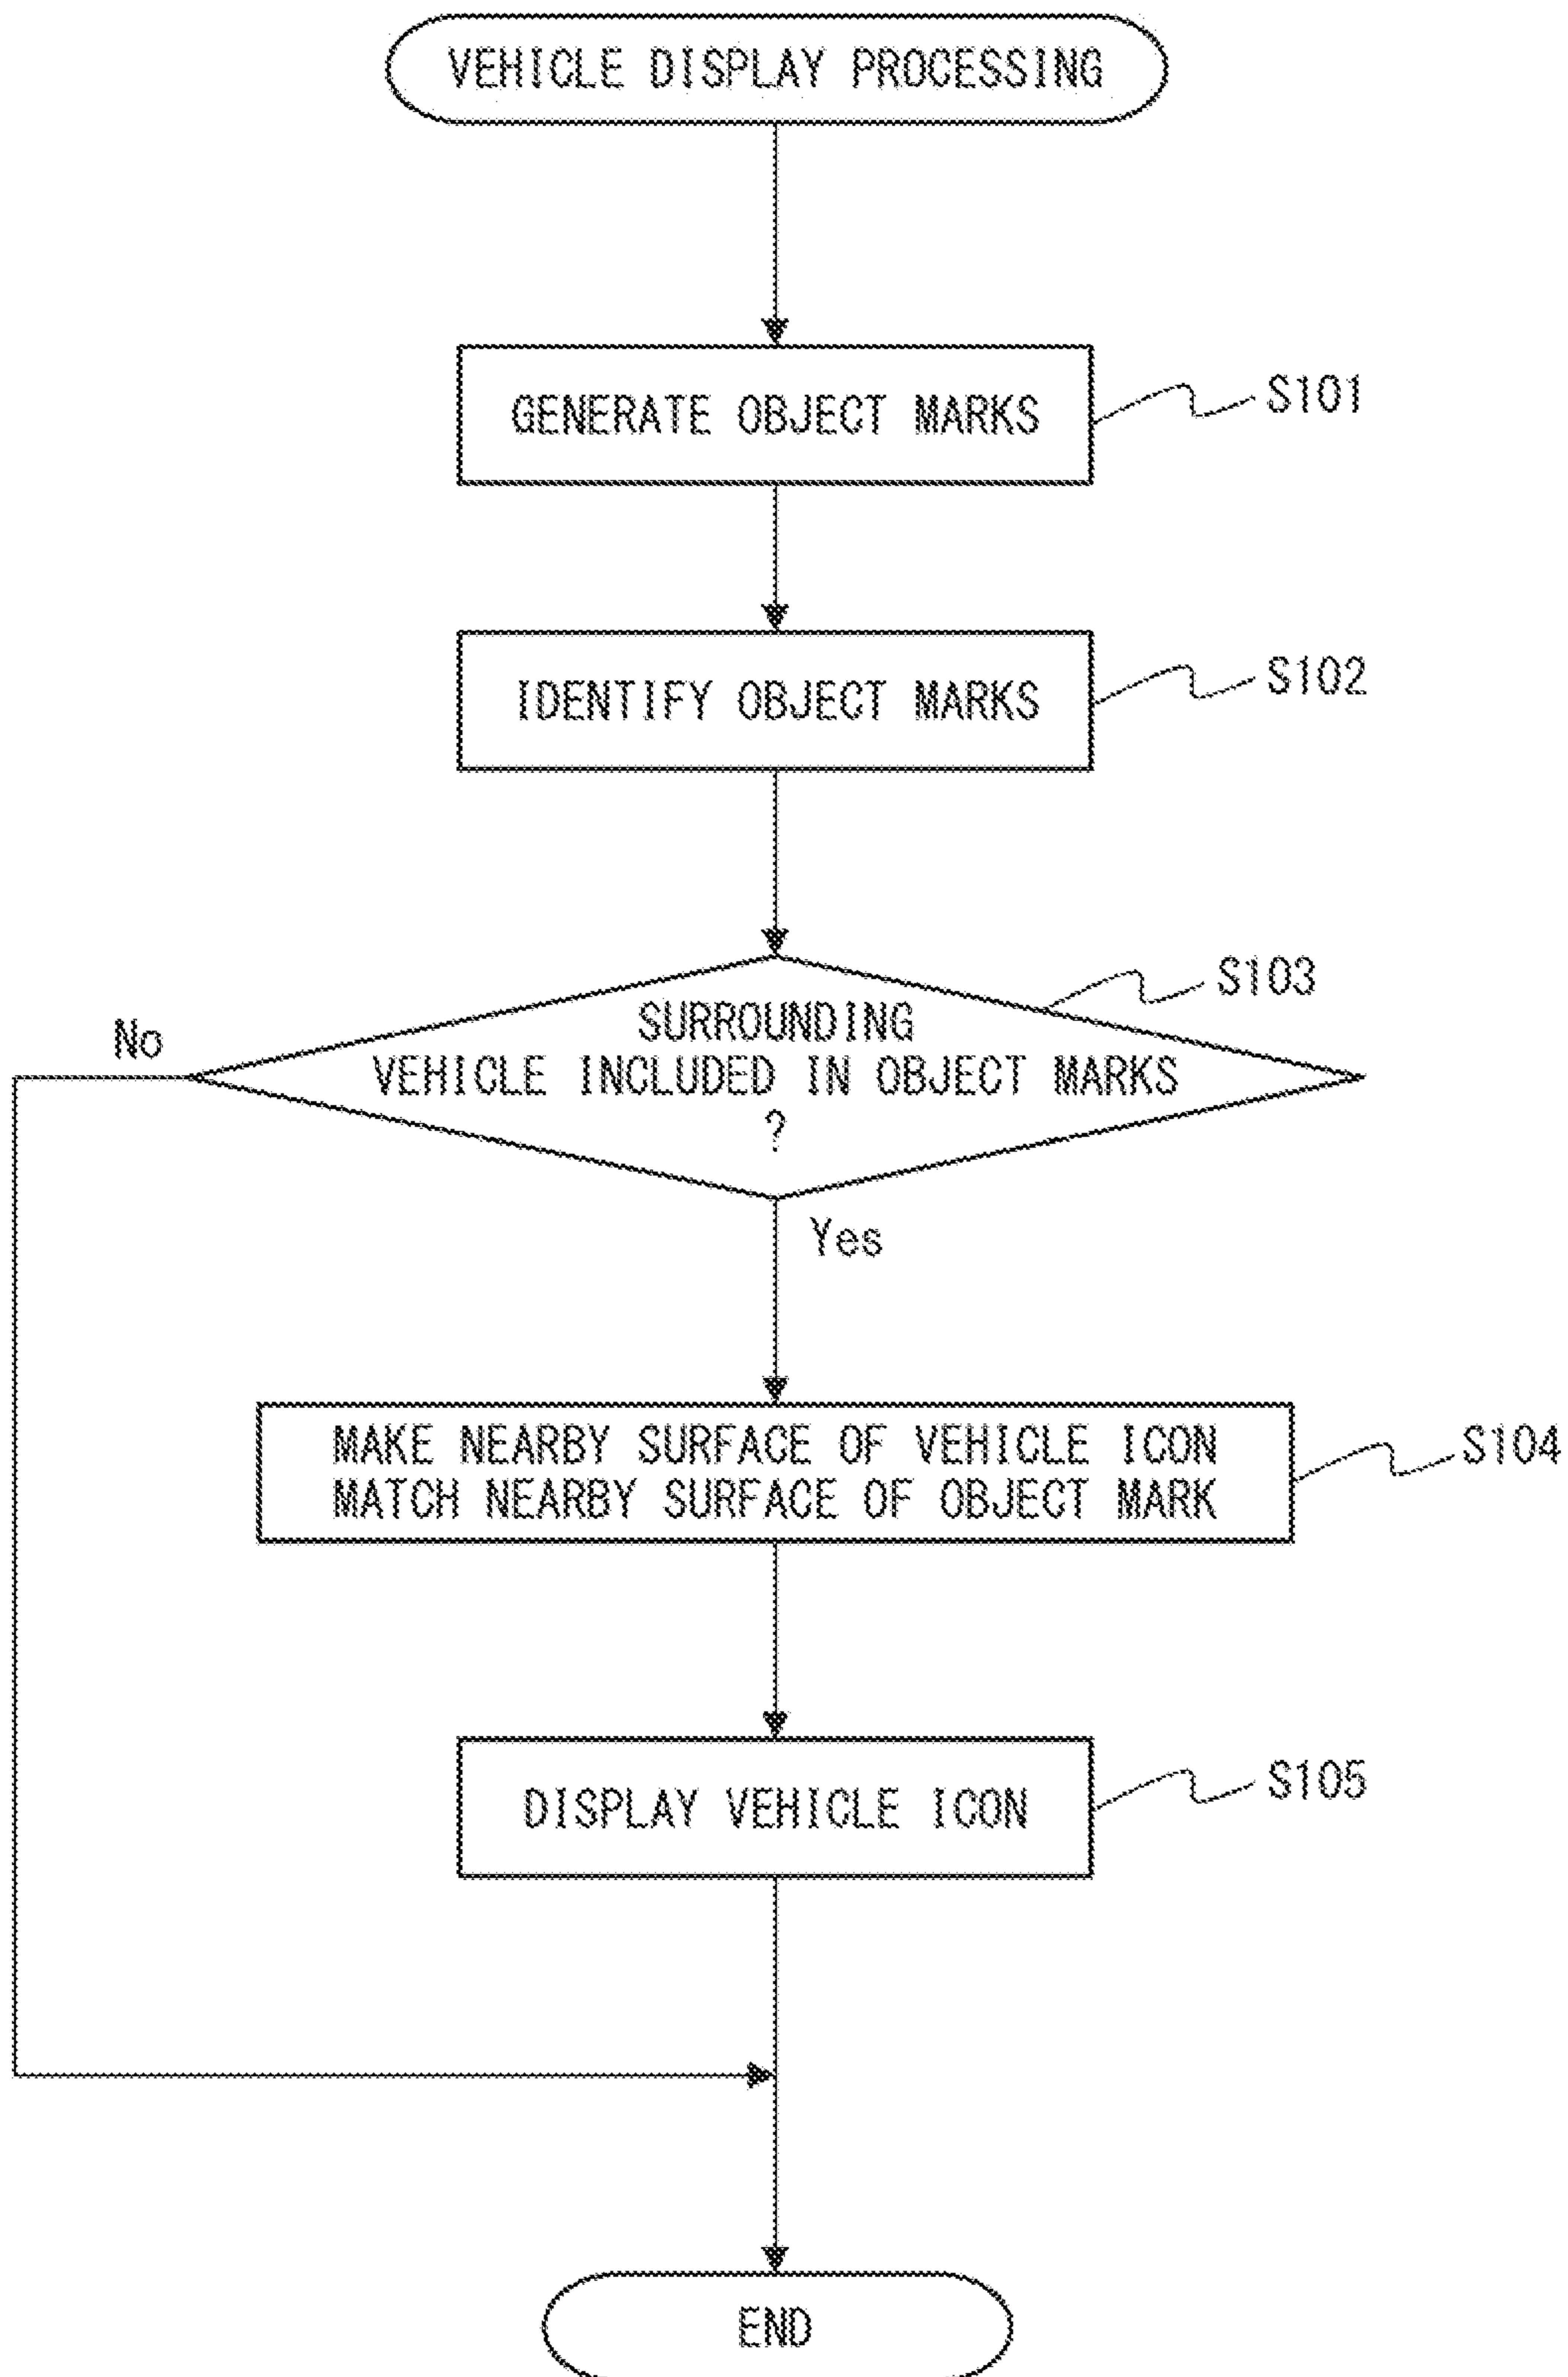 VEHICLE DISPLAY PROCESSING
GENERATE OBJECT MARKS
S101
IDENTIFY OBJECT MARKS
S102
S103
SURROUNDING
VEHICLE INCLUDED IN OBJECT MARKS
?
No
Yes
MAKE NEARBY SURFACE OF VEHICLE ICON
MATCH NEARBY SURFACE OF OBJECT MARK
S104
DISPLAY VEHICLE ICON
S105
END